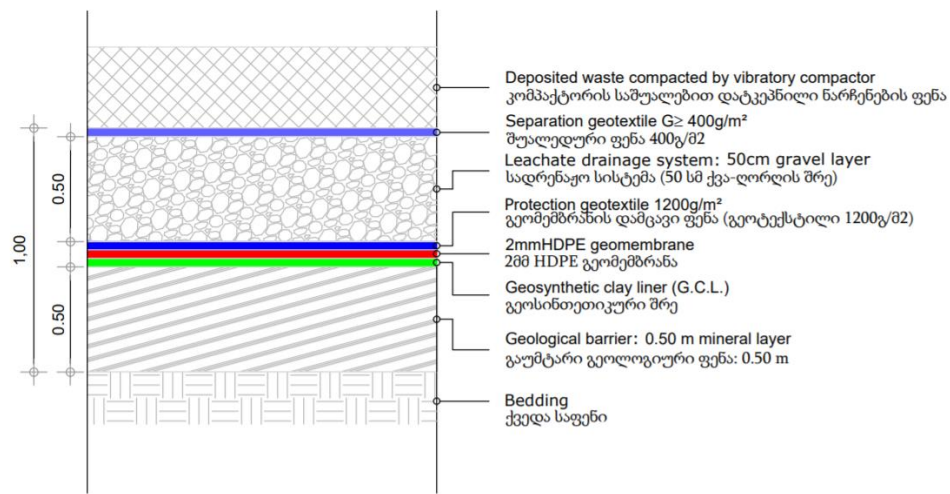 Deposited waste compacted by vibratory compactor
კომპაქტორის საშუალებით დატკეპნილი ნარჩენების ფენა
Separation geotextile G≥ 400g/m²
შუალედური ფენა 400გ/მ2
Leachate drainage system: 50cm gravel layer
სადრენაჟო სისტემა (50 სმ ქვა-ღორღის შრე)
Protection geotextile 1200g/m²
გეომემბრანის დამცავი ფენა (გეოტექსტილი 1200გ/მ2)
2mmHDPE geomembrane
2მმ HDPE გეომემბრანა
Geosynthetic clay liner (G.C.L.)
გეოსინთეტიკური შრე
Geological barrier: 0.50 m mineral layer
გაუმტარი გეოლოგიური ფენა: 0.50 m
Bedding
ქვედა საფენი
1,00
0.50
0.50